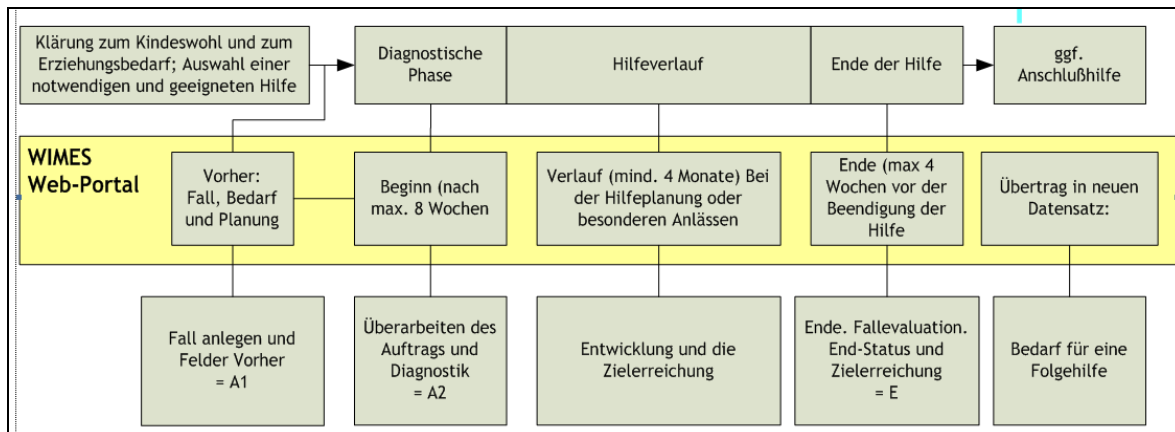 Klärung zum Kindeswohl und zum
Erziehungsbedarf; Auswahl einer
notwendigen und geeigneten Hilfe
Diagnostische
Phase
Hilfeverlauf
Ende der Hilfe
ggf.
Anschlußhilfe
WIMES
Web-Portal
Vorher:
Fall, Bedarf
und Planung
Beginn (nach
max. 8 Wochen
Verlauf (mind. 4 Monate) Bei
der Hilfeplanung oder
besonderen Anlässen
Ende (max 4
Wochen vor der
Beendigung der
Hilfe
Übertrag in neuen
Datensatz:
Fall anlegen und
Felder Vorher
= A1
Überarbeiten des
Auftrags und
Diagnostik
= A2
Entwicklung und die
Zielerreichung
Ende. Fallevaluation.
End-Status und
Zielerreichung
= E
Bedarf für eine
Folgehilfe